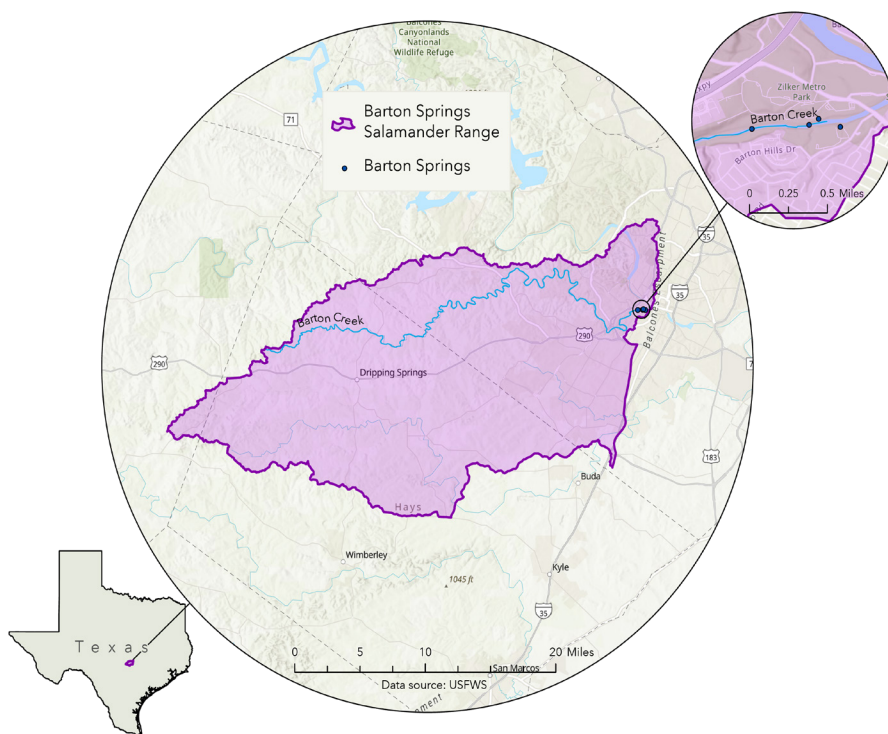 Balcones
Canyonlands
National
Wildlife Refuge
71
Barton Springs
Salamander Range
Barton Springs
Zilker Metro
Park
Barton Creek
Barton Hills Dr
0 0.25 0.5 Miles
35
35
Balcones Escarpment
Barton Creek
290
290
Dripping Springs
183
Buda
Hays
Wimberley
1045 ft
Kyle
35
Texas
0 5 10 20 Miles
San Marcos
Data source: USFWS